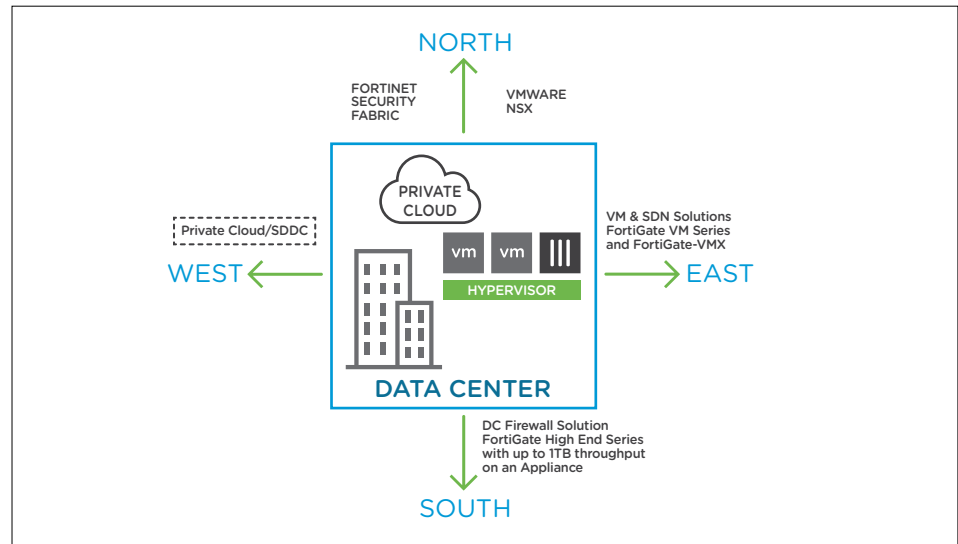 NORTH
FORTINET
SECURITY
FABRIC
VMWARE
NSX
PRIVATE
CLOUD
Private Cloud/SDDC
VM & SDN Solutions
FortiGate VM Series
and FortiGate-VMX
vm
vm
WEST
EAST
HYPERVISOR
DATA CENTER
DC Firewall Solution
FortiGate High End Series
with up to 1TB throughput
on an Appliance
SOUTH